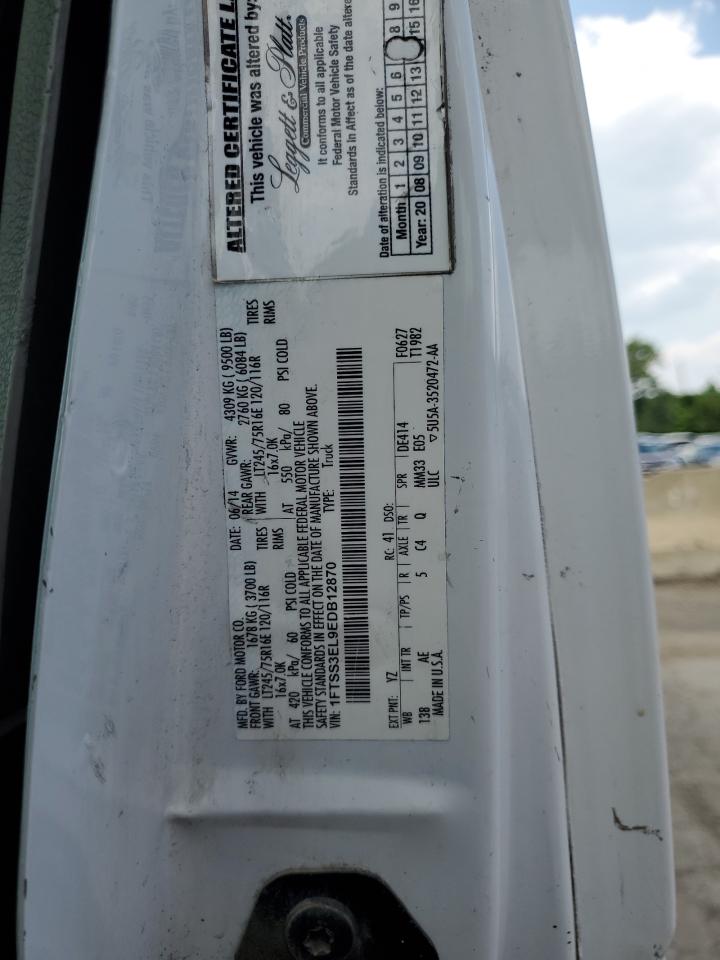 ALTERED CERTIFICATE
This vehicle was altered by:
Leggett & Platt.
Commercial Vehicle Products
It conforms to all applicable
Federal Motor Vehicle Safety
Standards in Affect as of the date
Date of alteration is indicated below:
Month 1 2 3 4 5 6 8 9
Year: 20 08 09 10 11 12 13 15 16
MFD. BY FORD MOTOR CO. DATE: 06/14 GVWR: 4309 KG ( 9500 LB)
FRONT GAWR: 1678 KG (3700 LB) REAR GAWR: 2760 KG ( 6084 LB)
WITH LT245/75R16E 120/116R TIRES WITH LT245/75R16E 120/116R TIRES
16x7.0K RIMS 16x7.0K RIMS
AT 420 kPa/ 60 PSI COLD AT 550 kPa/ 80 PSI COLD
THIS VEHICLE CONFORMS TO ALL APPLICABLE FEDERAL MOTOR VEHICLE
SAFETY STANDARDS IN EFFECT ON THE DATE OF MANUFACTURE SHOWN ABOVE.
VIN: 1FTSS3EL9EDB12870 TYPE: Truck
EXT PNT: YZ RC: 41 DSO: F0627
WB INT TR TP/PS R AXLE TR SPR DE414 T1982
138 AE 5 C4 Q MM33 E05
MADE IN U.S.A. ULC ▽5U5A-3520472-AA